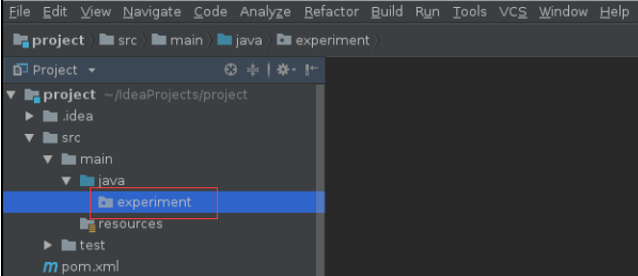 File Edit View Navigate Code Analyze Refactor Build Run Tools VCS Window Help
project src main java experiment
Project
project ~/IdeaProjects/project
.idea
src
main
java
experiment
resources
test
m pom.xml